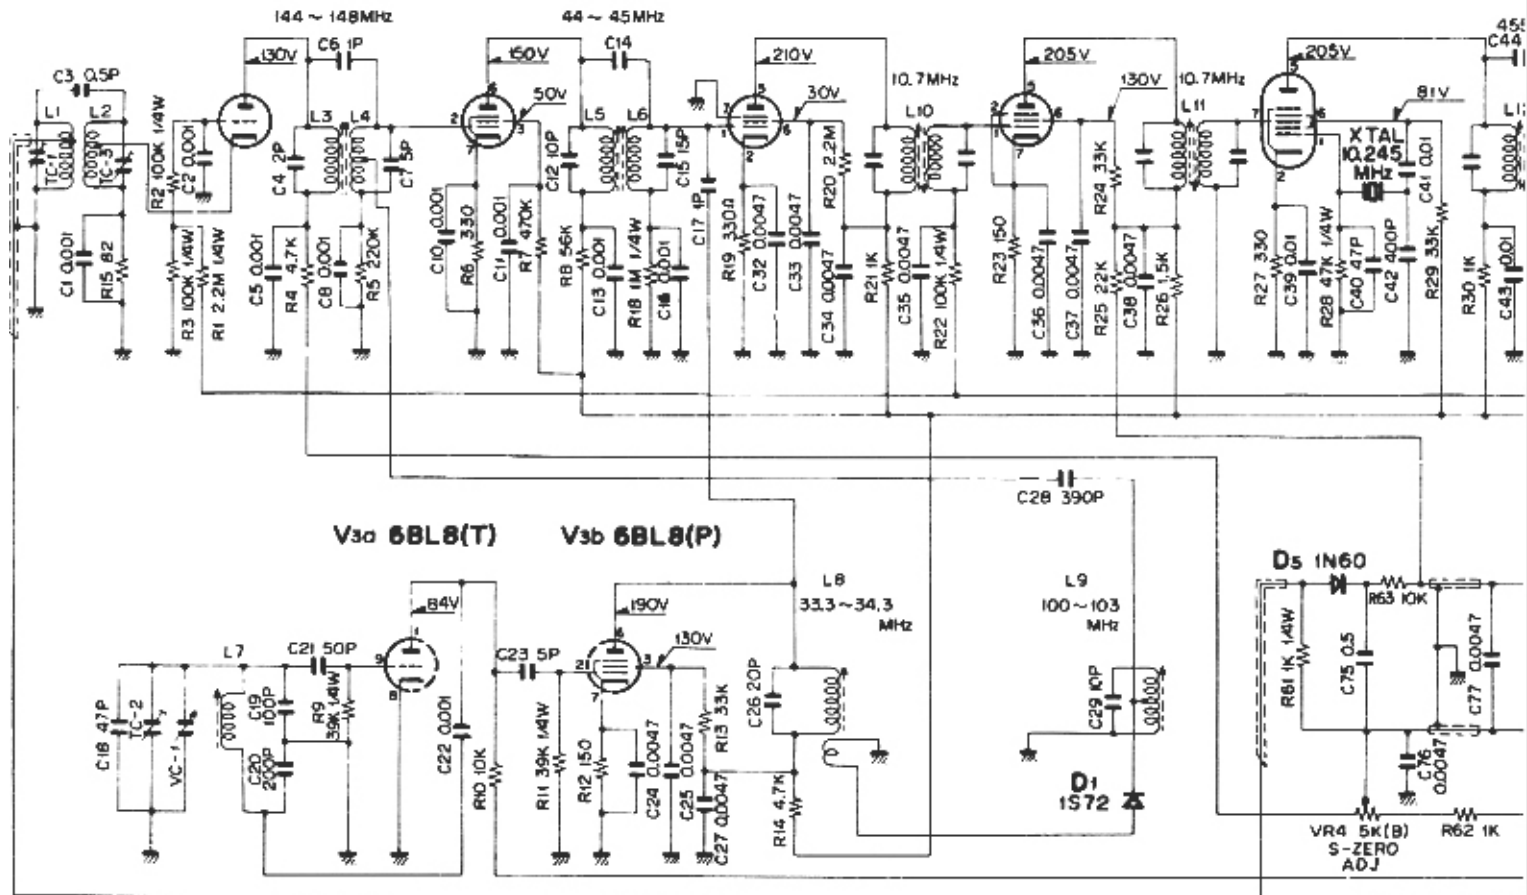 144 ~ 148MHz
44 ~ 45MHz
455
C44
C6 1P
130V
150V
C14
210V
205V
205V
C3 0.5P
50V
30V
10.7MHz
130V
10.7MHz
81V
L1
L2
L3
L4
L5
L6
L10
L11
XTAL
10.245
MHz
TC-1
TC-3
R2 100K 1/4W
C2 0.001
C4 2P
C7 5P
C12 10P
C15 15P
C17 1P
R20 2.2M
R24 33K
C41 0.01
C1 0.001
R15 82
R3 100K 1/4W
R1 2.2M 1/4W
C5 0.001
R4 4.7K
C8 0.001
R5 220K
C10 0.001
R6 330
C11 0.001
R7 470K
R8 56K
C13 0.001
R18 1M 1/4W
C16 0.001
R19 330Ω
C32 0.0047
C33 0.0047
C34 0.0047
R21 1K
C35 0.0047
R22 100K 1/4W
R23 150
C36 0.0047
C37 0.0047
R25 22K
C38 0.0047
R26 1.5K
R27 330
C39 0.01
R28 47K 1/4W
C40 47P
C42 400P
R29 33K
R30 1K
C43 0.01
C28 390P
V3a 6BL8(T)
V3b 6BL8(P)
84V
190V
130V
L8
33.3~34.3
MHz
L9
100~103
MHz
D5 1N60
R63 10K
L7
C21 50P
C23 5P
C18 47P
TC-2
VC-1
C19
100P
C20
200P
R9
39K 1/4W
C22 0.001
R10 10K
R11 39K 1/4W
R12 150
C24 0.0047
C25 0.0047
R13 33K
C27 0.0047
C26 20P
R14 4.7K
C29 10P
D1
1S72
R61 1K 1/4W
C75 0.5
C77 0.0047
C76
0.0047
VR4 5K(B)
S-ZERO
ADJ
R62 1K